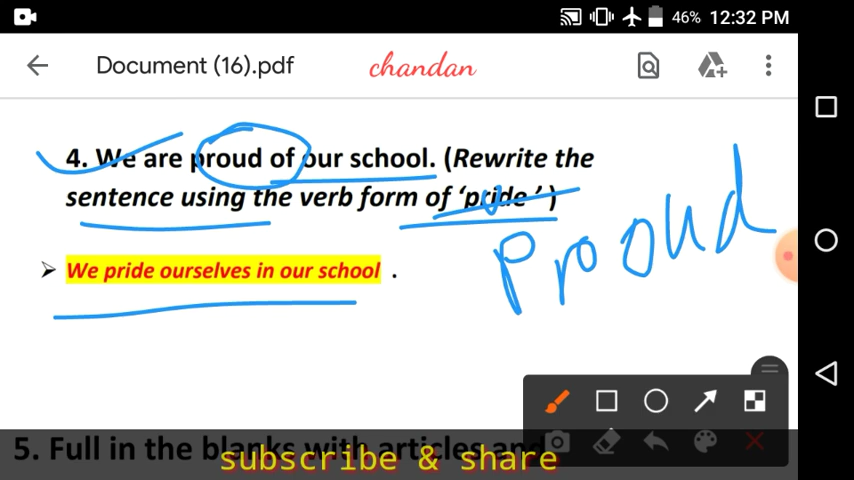 46% 12:32 PM
Document (16).pdf
chandan
4. We are proud of our school. (Rewrite the
sentence using the verb form of 'pride ')
➢ We pride ourselves in our school .
Proud
5. Full in the blanks with articles and
subscribe & share